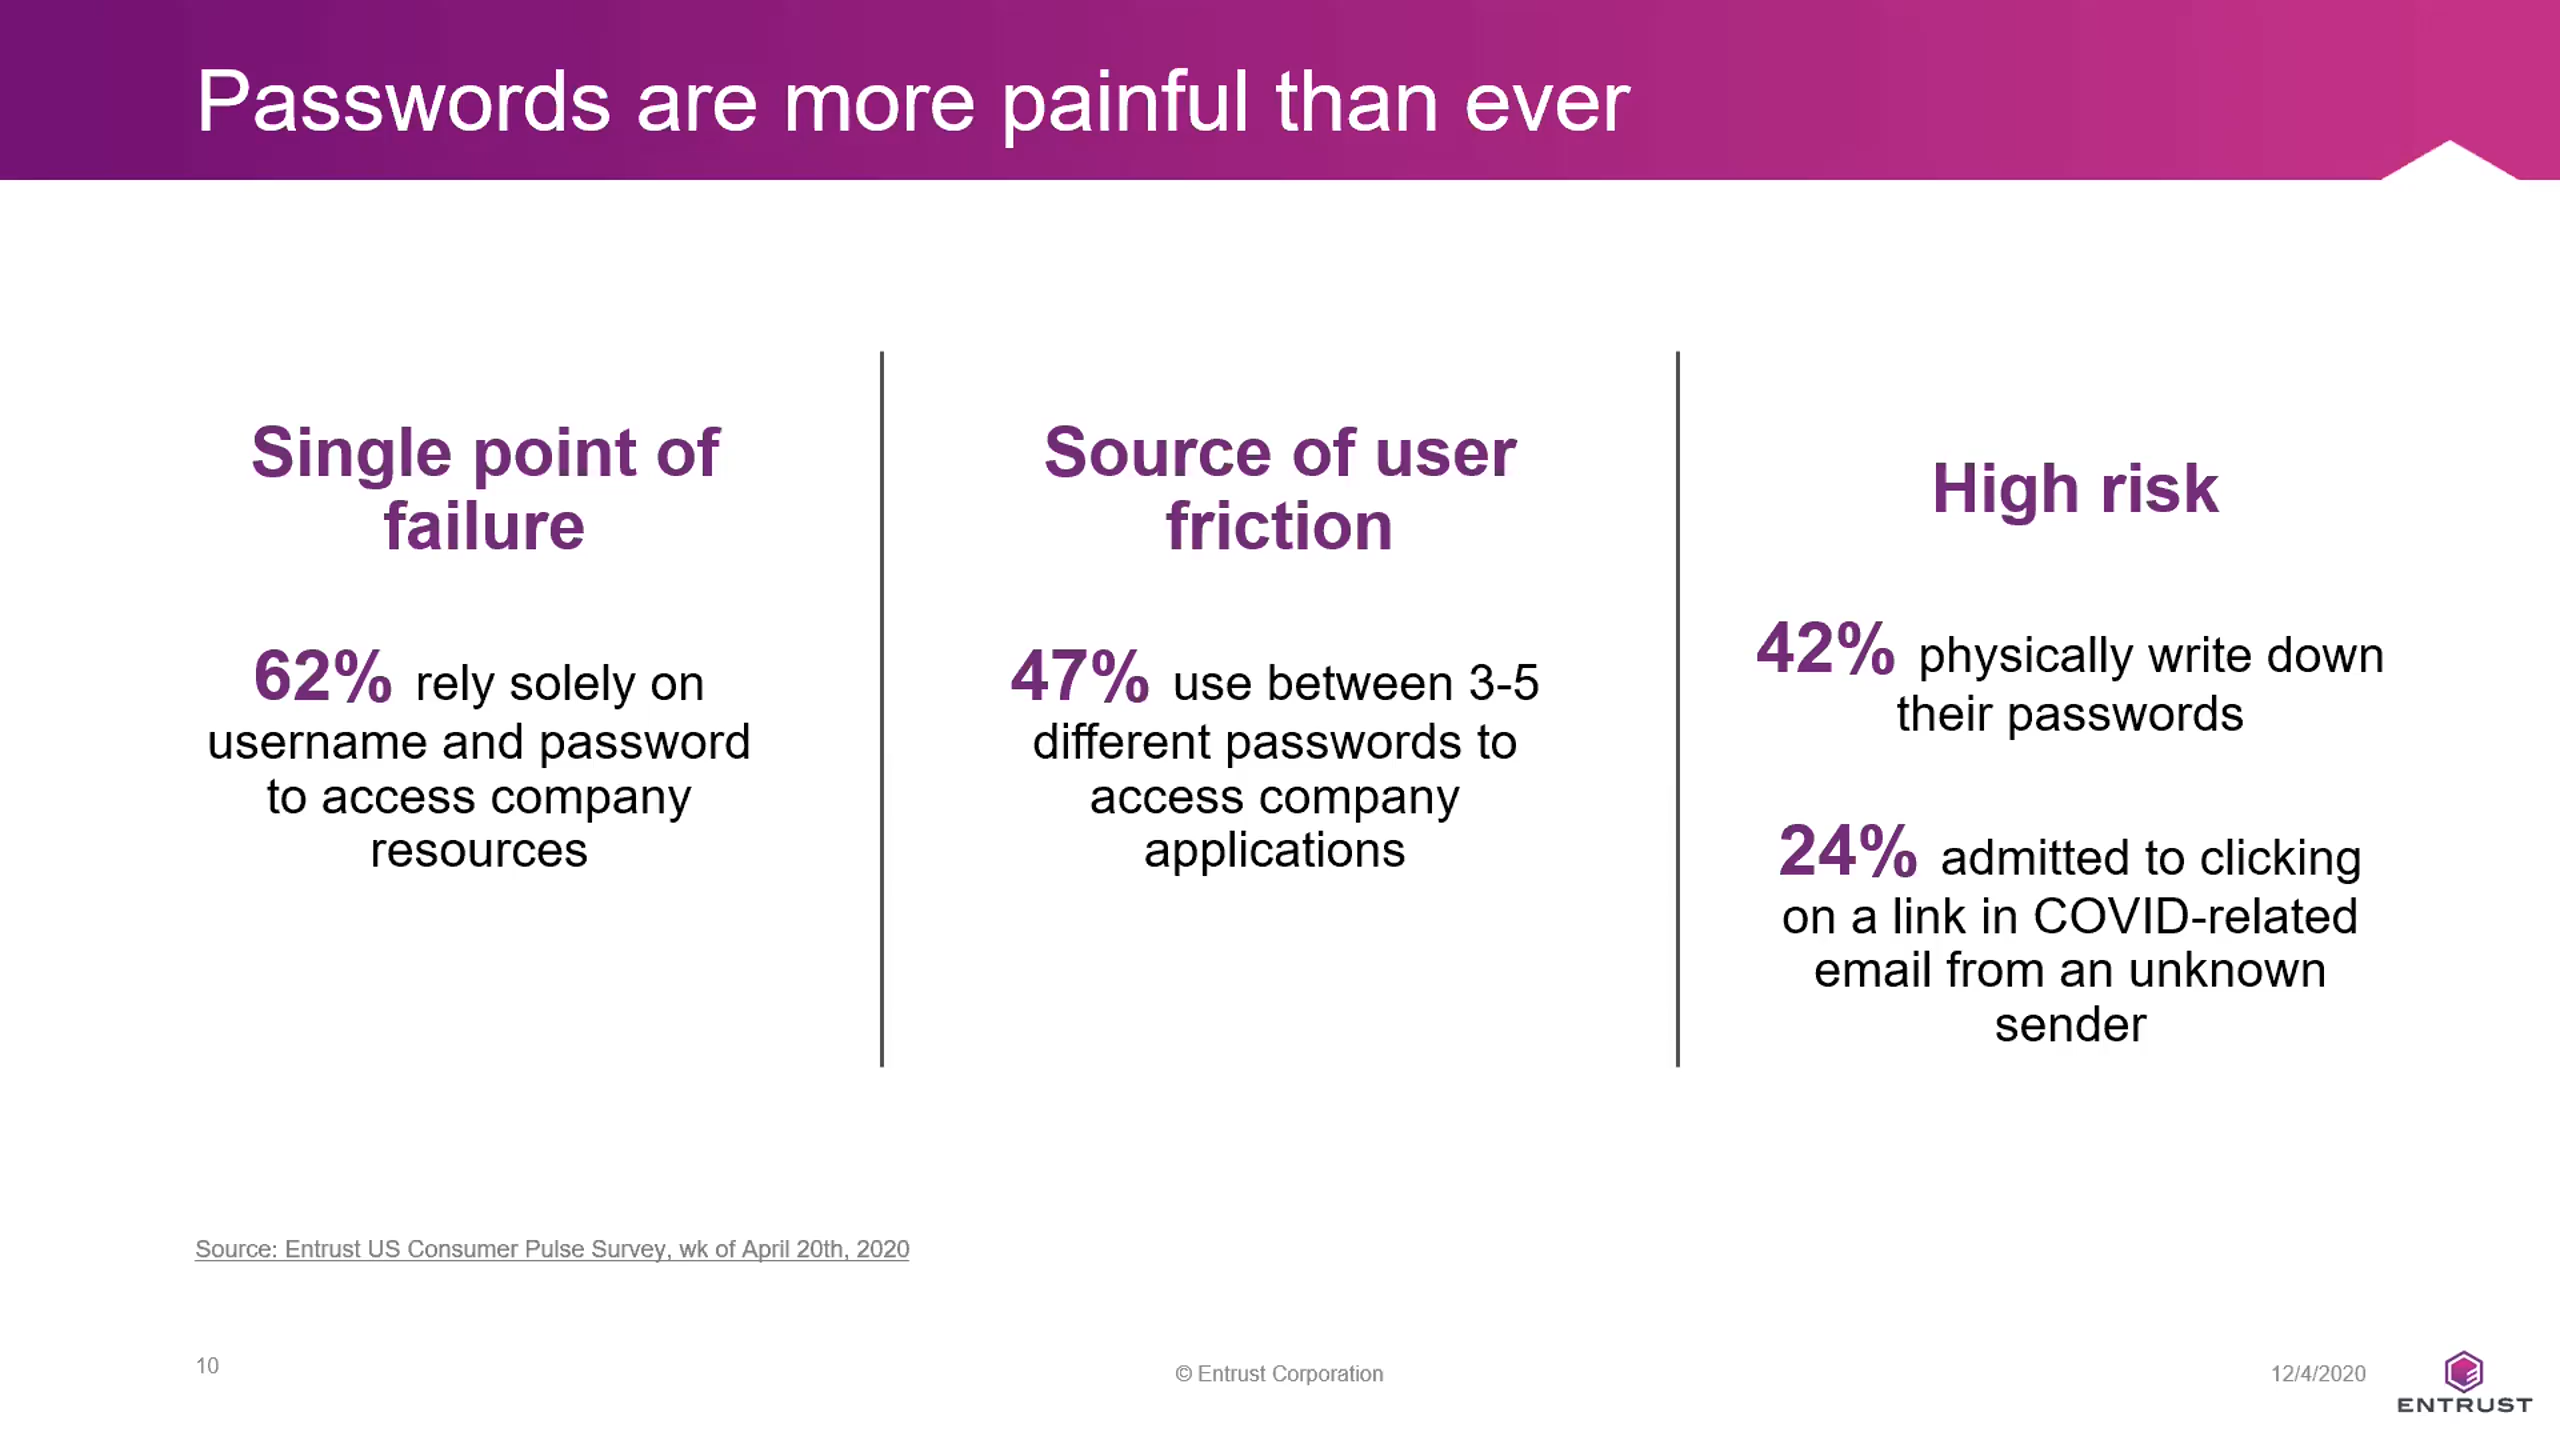 Passwords are more painful than ever
Single point of
failure
62% rely solely on
username and password
to access company
resources
Source of user
friction
47% use between 3-5
different passwords to
access company
applications
High risk
42% physically write down
their passwords
24% admitted to clicking
on a link in COVID-related
email from an unknown
sender
Source: Entrust US Consumer Pulse Survey, wk of April 20th, 2020
10
© Entrust Corporation
12/4/2020
ENTRUST